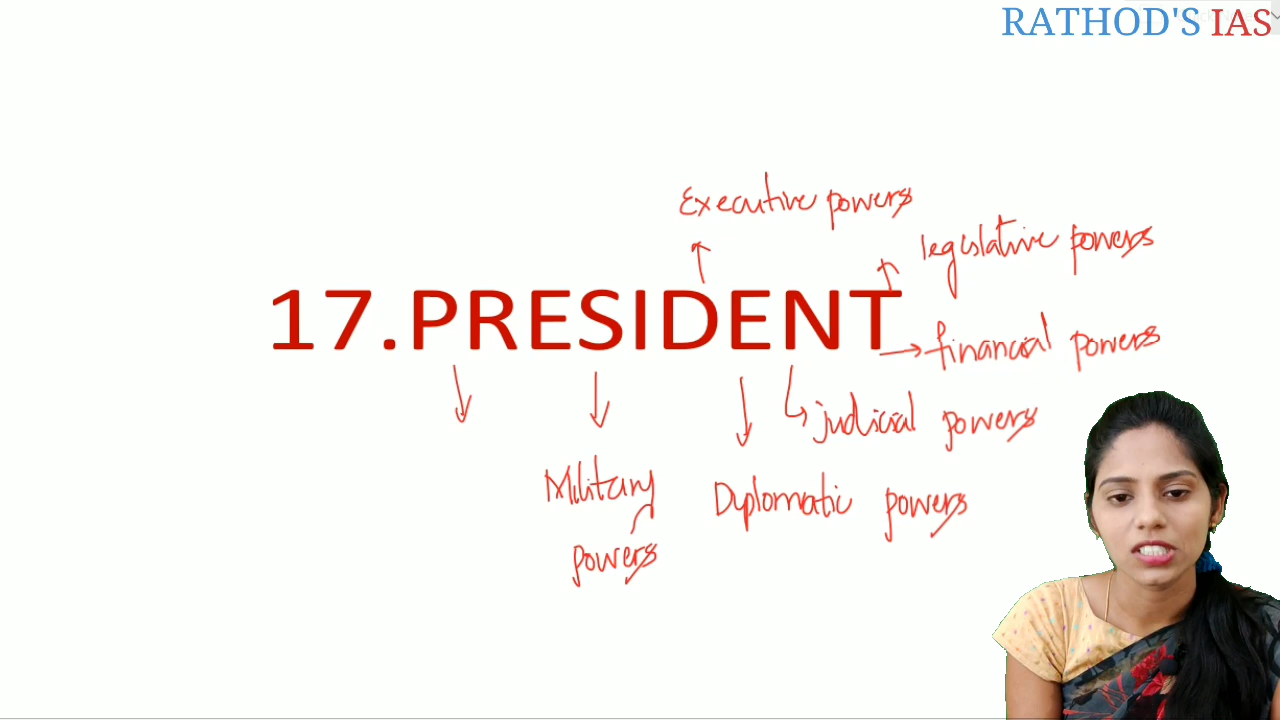 RATHOD'S IAS
Executive powers
legislative powers
17.PRESIDENT
financial powers
judicial powers
Military
powers
Diplomatic powers